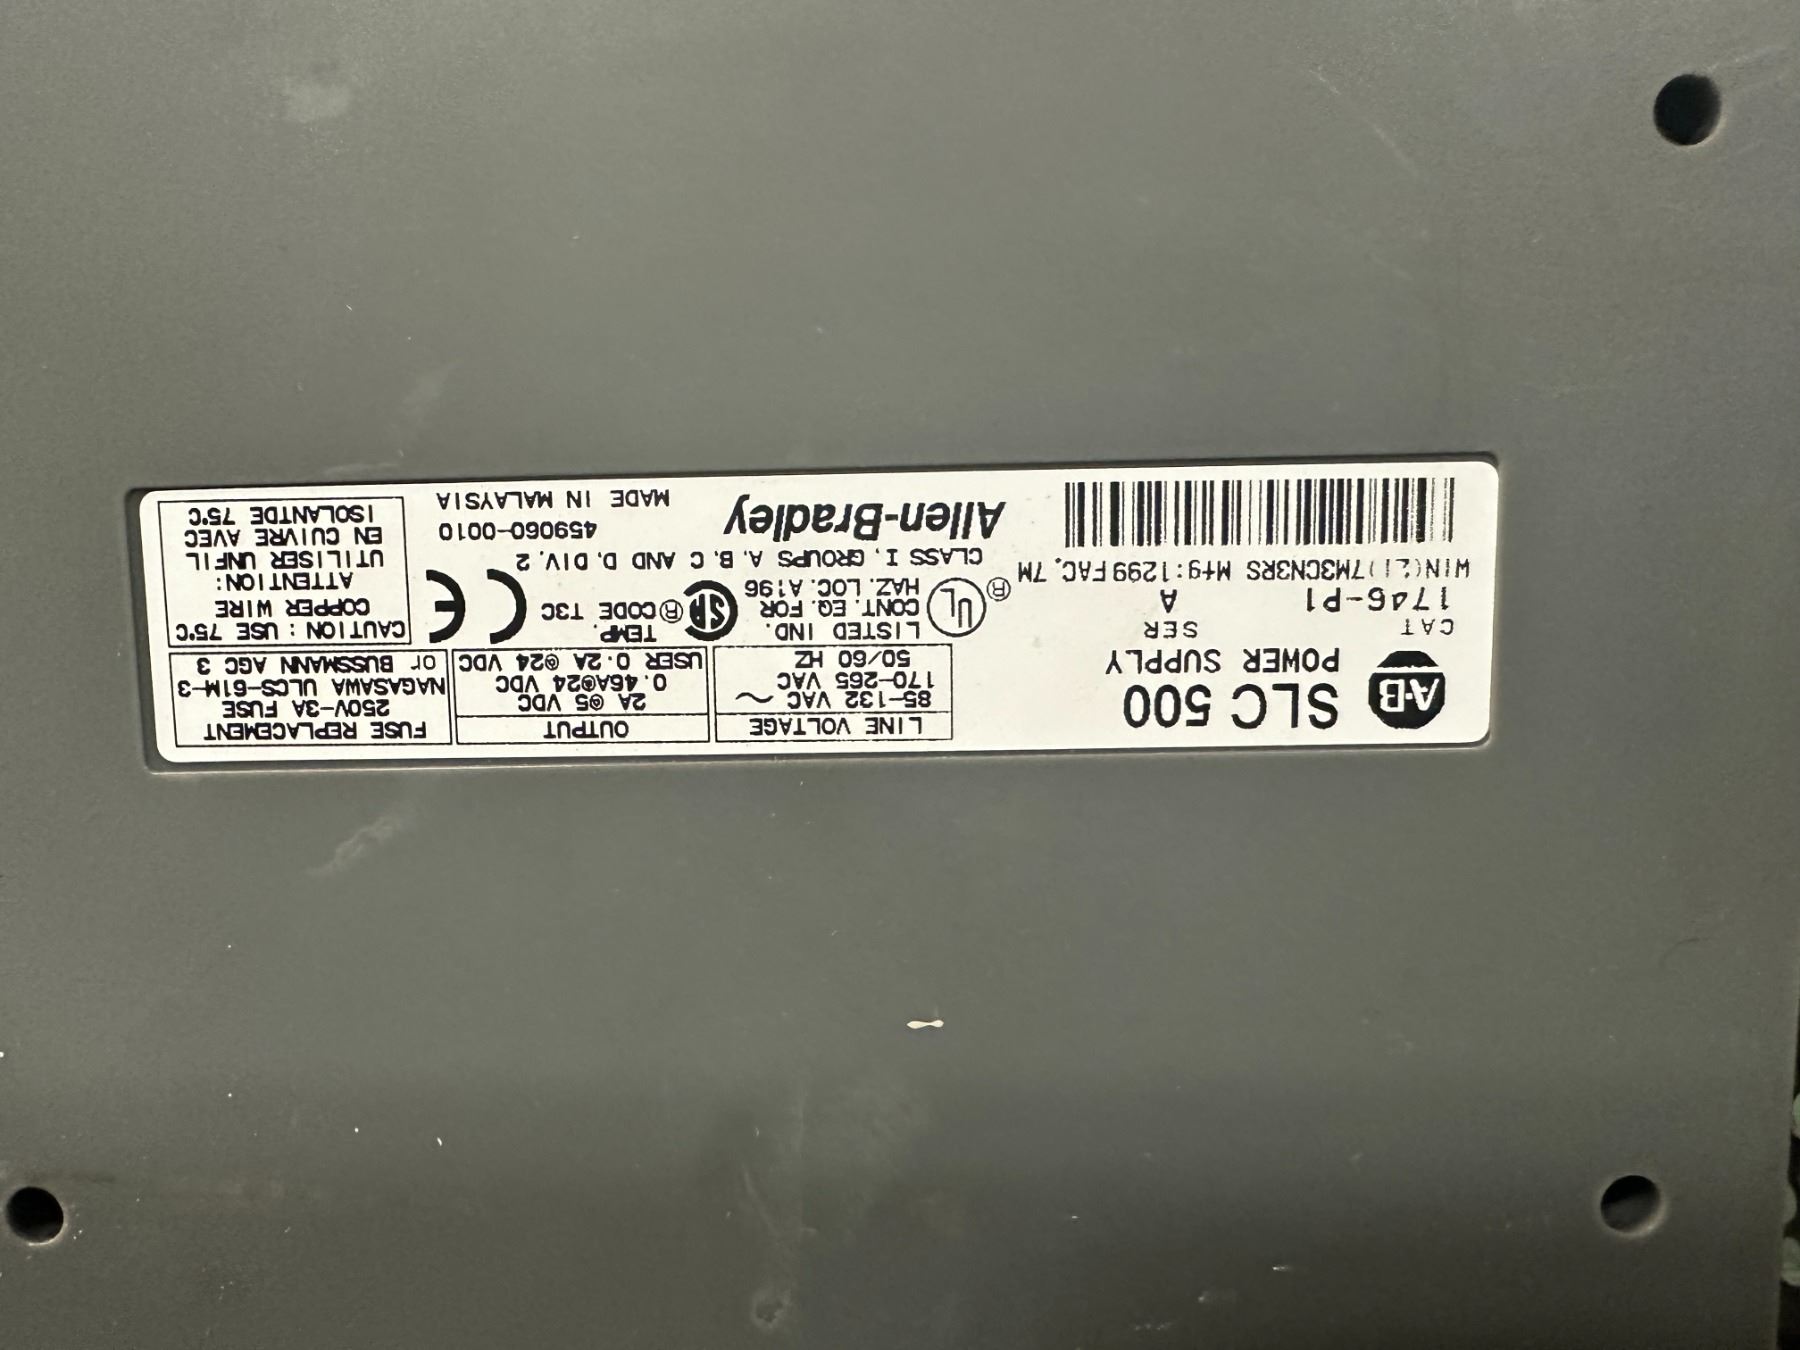 A-B
SLC 500
POWER SUPPLY
CAT
SER
1746-P1
A
WIN(21)7M3CN3RS Mfg:1299 FAC. 7M
LINE VOLTAGE
85-132 VAC ~
170-265 VAC
50/60 HZ
OUTPUT
2A @5 VDC
0.46A@24 VDC
USER 0.2A @24 VDC
FUSE REPLACEMENT
250V-3A FUSE
NAGASAWA ULCS-61M-3
or BUSSMANN AGC 3
UL ®
LISTED IND.
CONT. EQ. FOR
HAZ. LOC. A196
SA ®
TEMP.
CODE T3C
CE
CLASS I, GROUPS A, B, C AND D, DIV. 2
Allen-Bradley
459060-0010
MADE IN MALAYSIA
CAUTION: USE 75°C
COPPER WIRE
ATTENTION:
UTILISER UNFIL
EN CUIVRE AVEC
ISOLANTDE 75°C